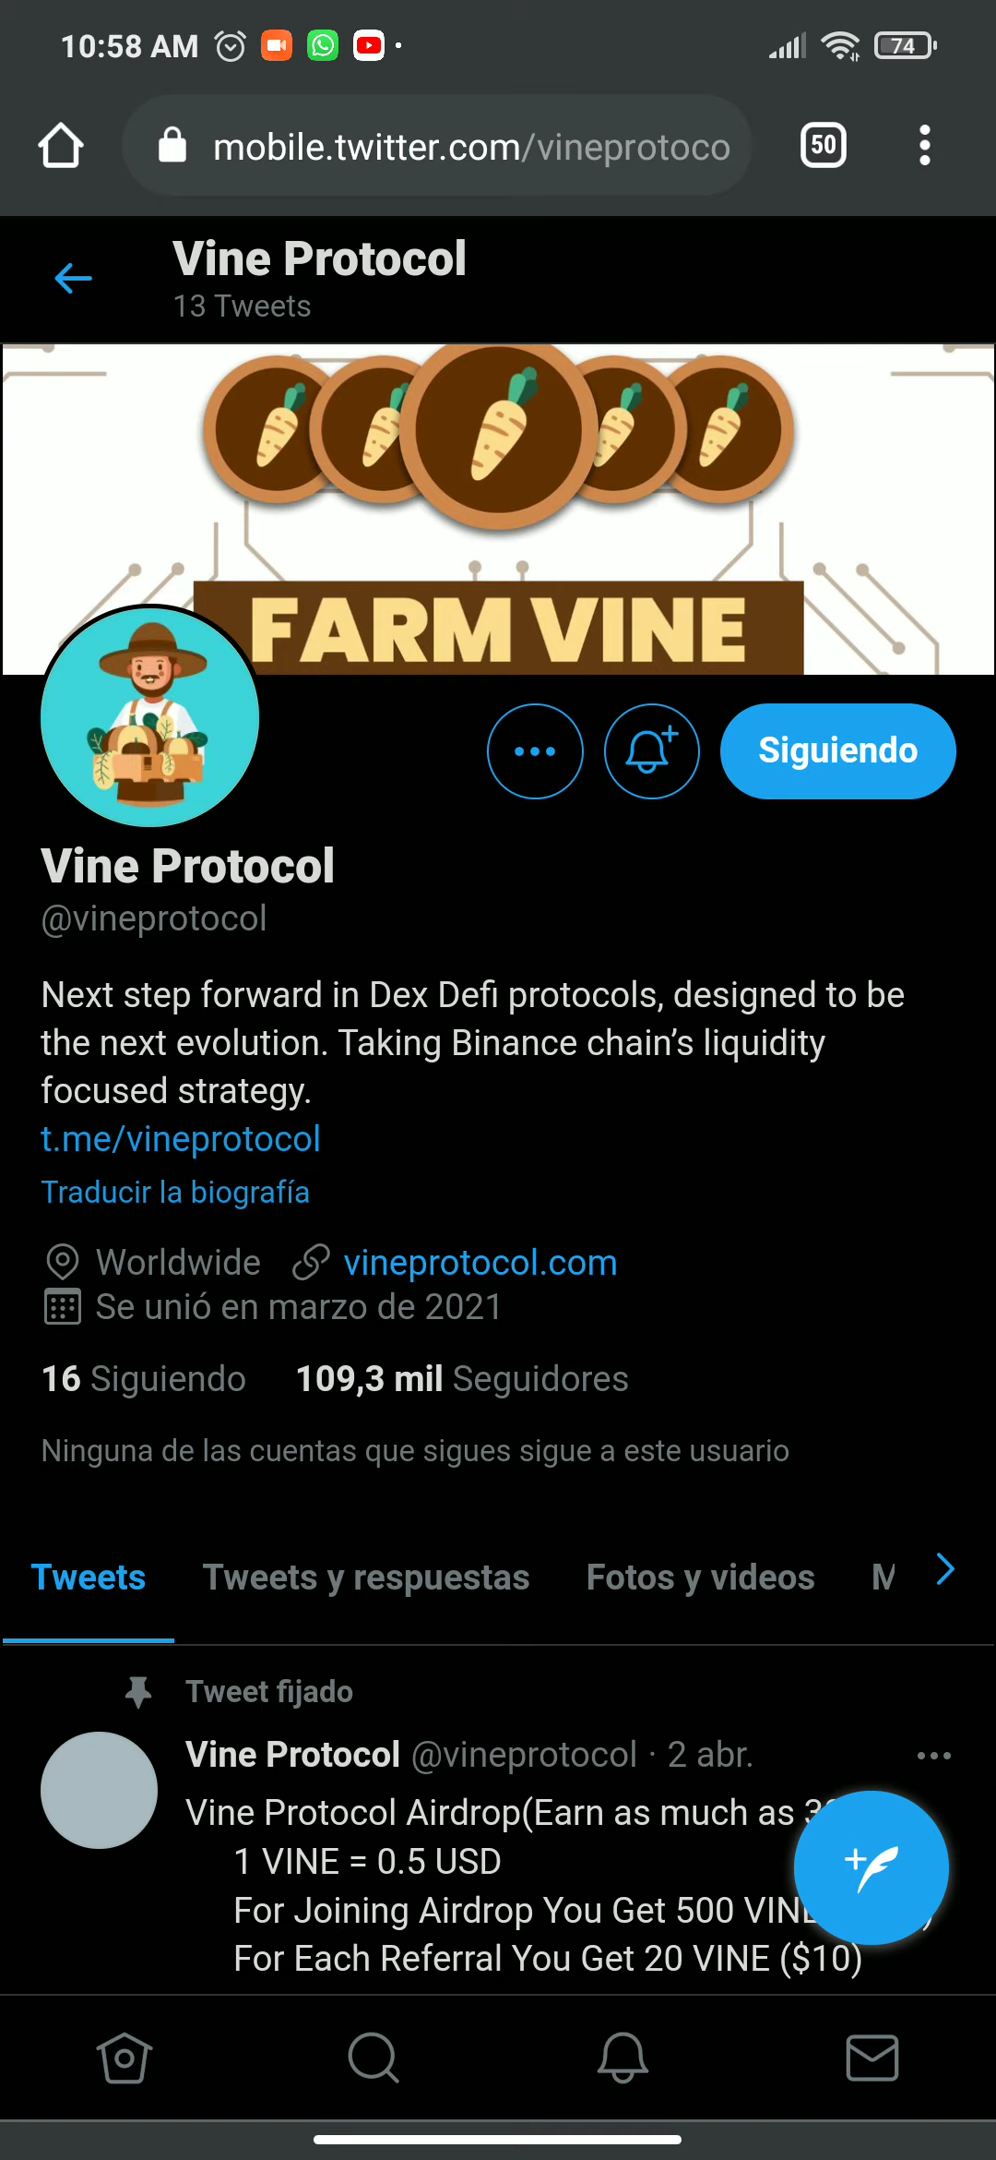 10:58 AM
74
mobile.twitter.com/vineprotoco
50
Vine Protocol
13 Tweets
FARM VINE
Siguiendo
Vine Protocol
@vineprotocol
Next step forward in Dex Defi protocols, designed to be
the next evolution. Taking Binance chain’s liquidity
focused strategy.
t.me/vineprotocol
Traducir la biografía
Worldwide vineprotocol.com
Se unió en marzo de 2021
16 Siguiendo 109,3 mil Seguidores
Ninguna de las cuentas que sigues sigue a este usuario
Tweets Tweets y respuestas Fotos y videos M
Tweet fijado
Vine Protocol @vineprotocol · 2 abr.
Vine Protocol Airdrop(Earn as much as
1 VINE = 0.5 USD
For Joining Airdrop You Get 500 VINE
For Each Referral You Get 20 VINE ($10)